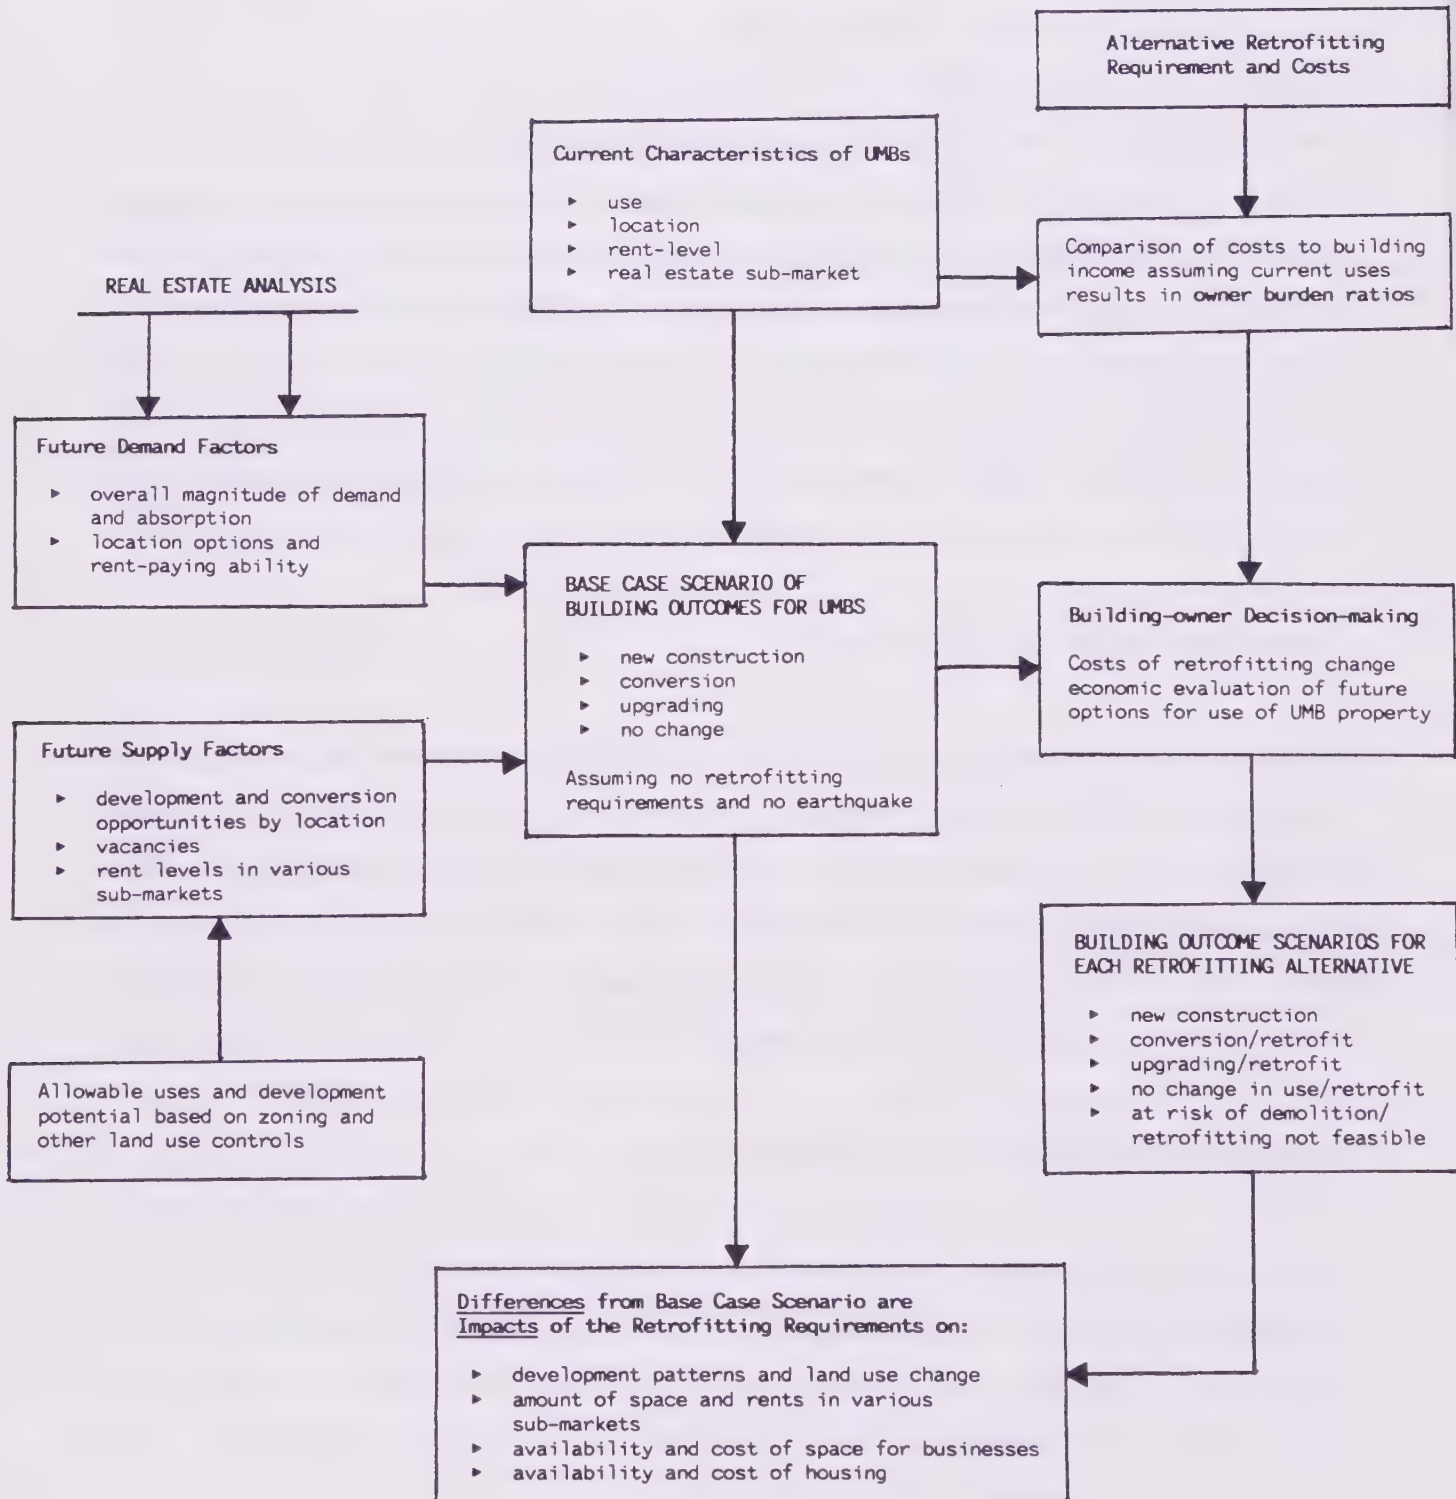 Alternative Retrofitting
Requirement and Costs
Current Characteristics of UMBs
▸ use
▸ location
▸ rent-level
▸ real estate sub-market
Comparison of costs to building
income assuming current uses
results in owner burden ratios
REAL ESTATE ANALYSIS
Future Demand Factors
▸ overall magnitude of demand
and absorption
▸ location options and
rent-paying ability
BASE CASE SCENARIO OF
BUILDING OUTCOMES FOR UMBS
▸ new construction
▸ conversion
▸ upgrading
▸ no change
Assuming no retrofitting
requirements and no earthquake
Building-owner Decision-making
Costs of retrofitting change
economic evaluation of future
options for use of UMB property
Future Supply Factors
▸ development and conversion
opportunities by location
▸ vacancies
▸ rent levels in various
sub-markets
Allowable uses and development
potential based on zoning and
other land use controls
BUILDING OUTCOME SCENARIOS FOR
EACH RETROFITTING ALTERNATIVE
▸ new construction
▸ conversion/retrofit
▸ upgrading/retrofit
▸ no change in use/retrofit
▸ at risk of demolition/
retrofitting not feasible
Differences from Base Case Scenario are
Impacts of the Retrofitting Requirements on:
▸ development patterns and land use change
▸ amount of space and rents in various
sub-markets
▸ availability and cost of space for businesses
▸ availability and cost of housing